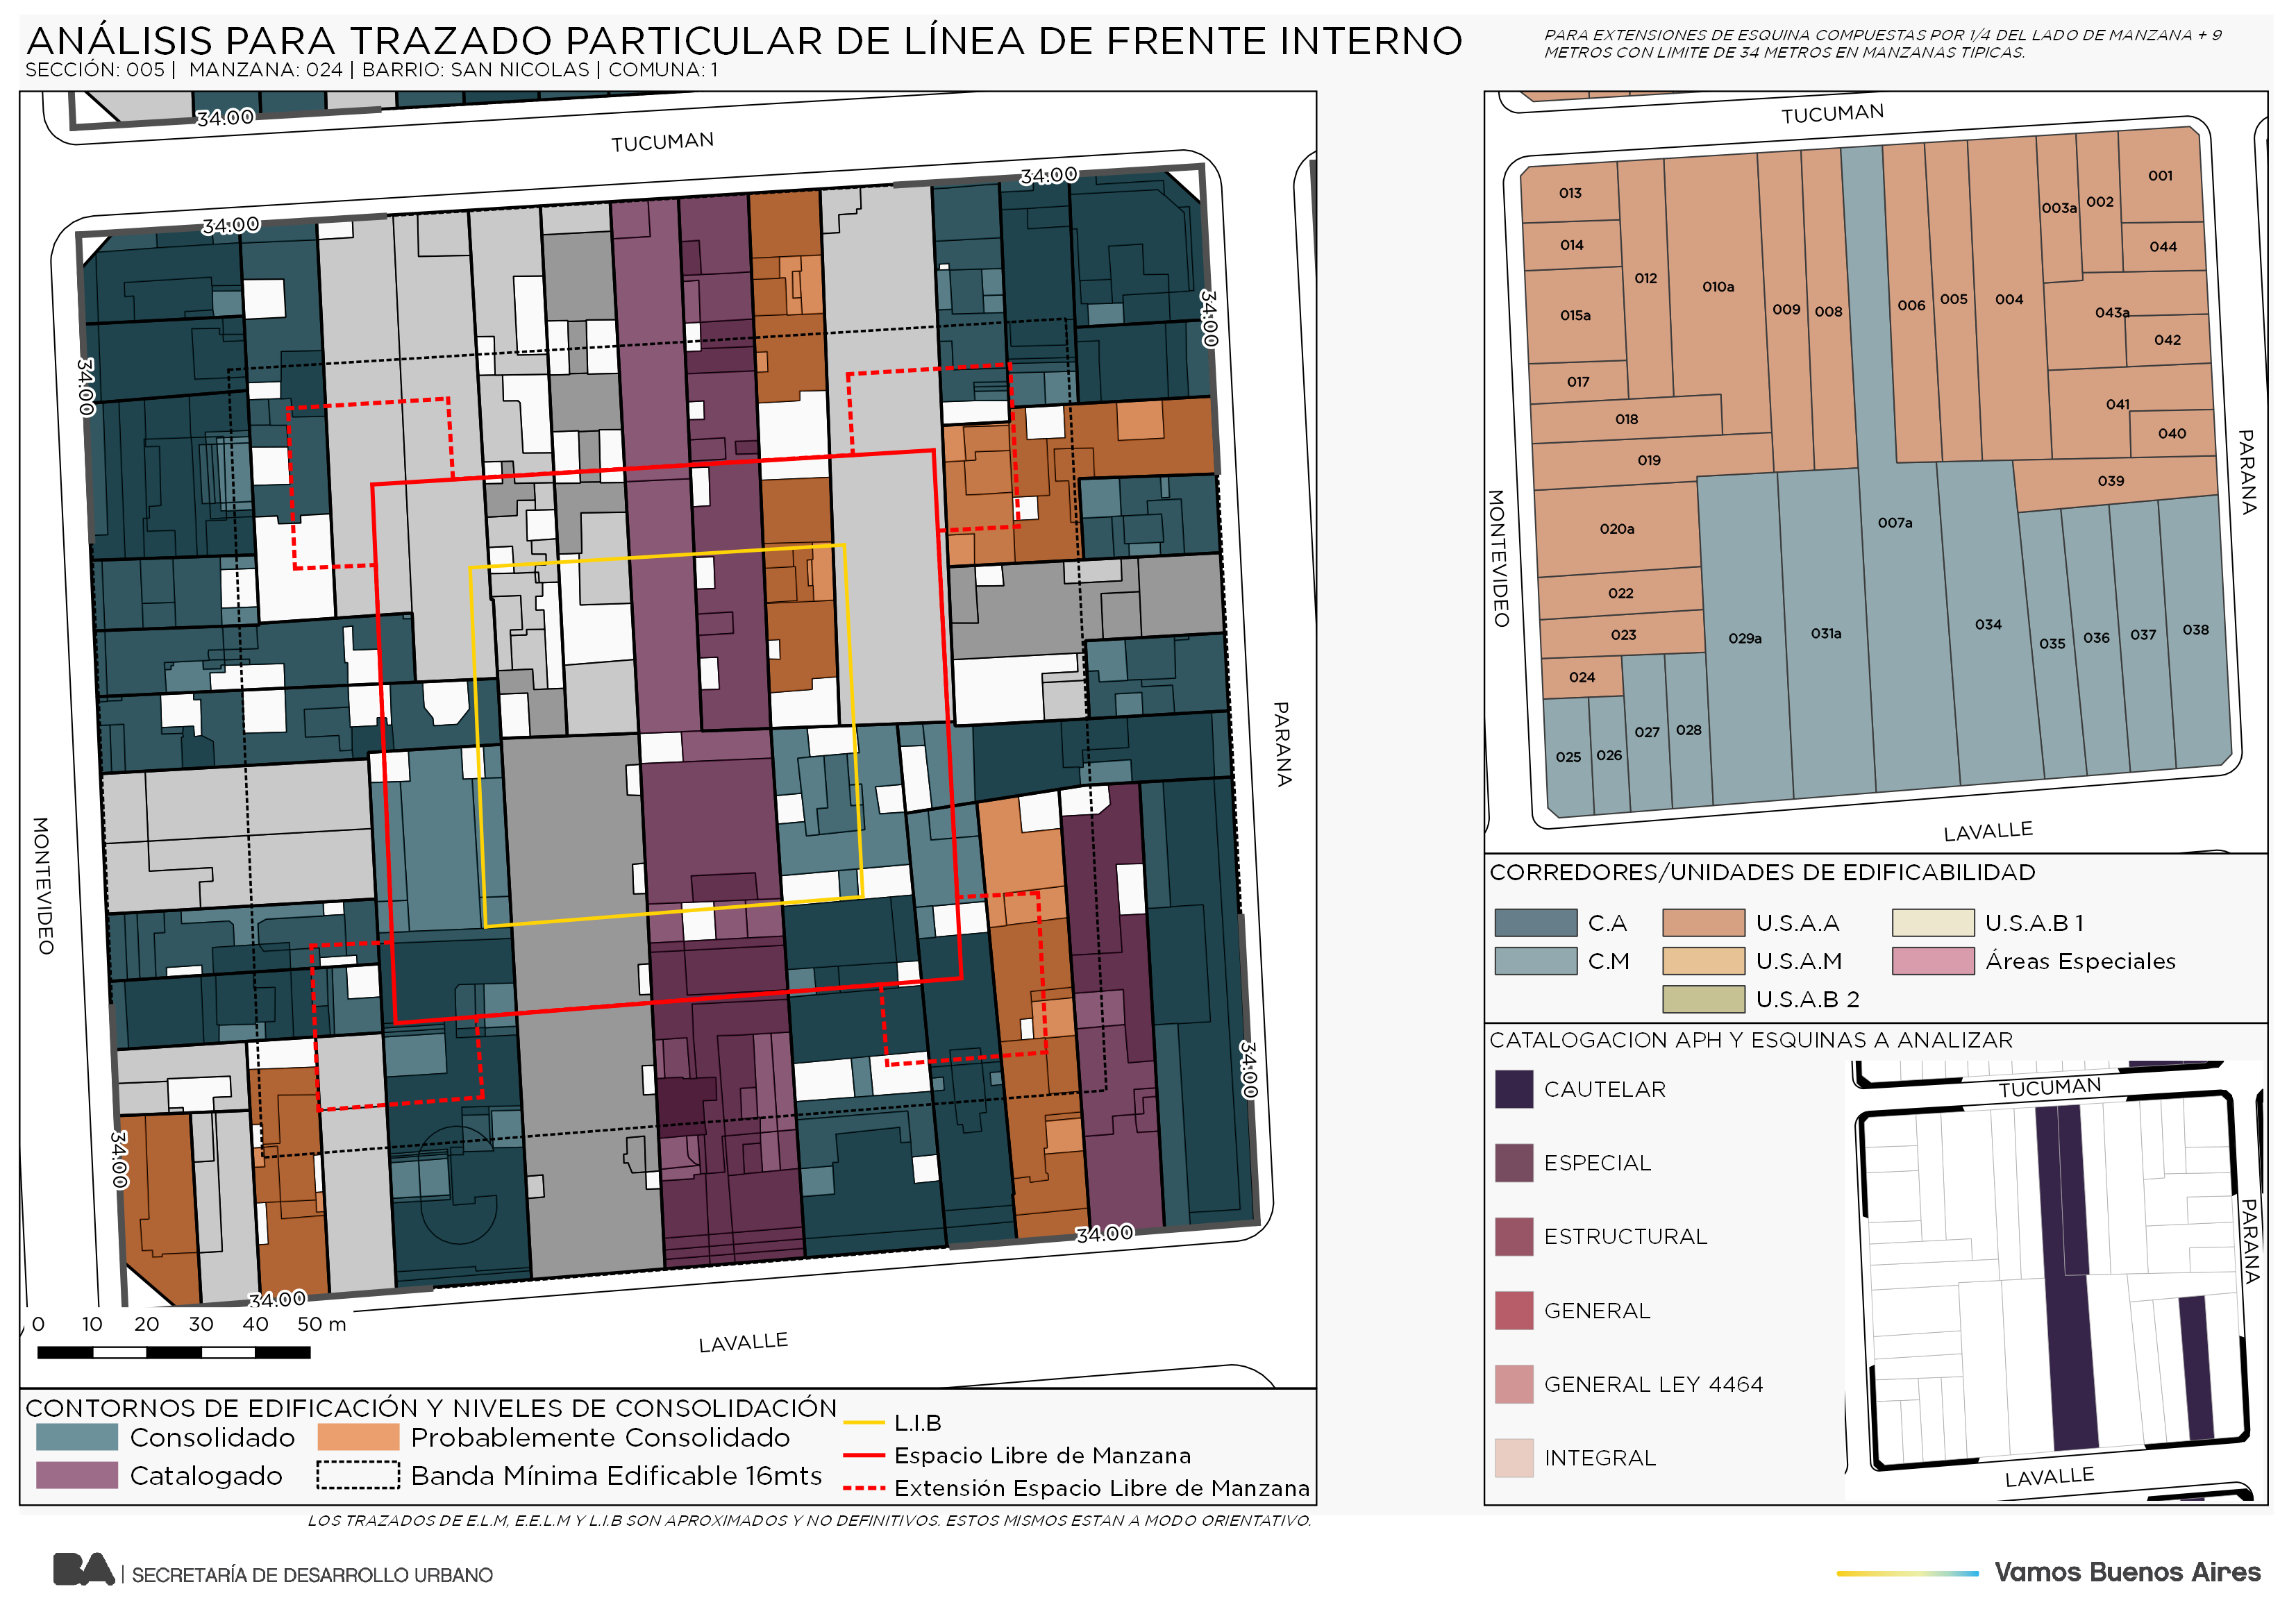 ANÁLISIS PARA TRAZADO PARTICULAR DE LÍNEA DE FRENTE INTERNO
SECCIÓN: 005 | MANZANA: 024 | BARRIO: SAN NICOLAS | COMUNA: 1
PARA EXTENSIONES DE ESQUINA COMPUESTAS POR 1/4 DEL LADO DE MANZANA + 9
METROS CON LIMITE DE 34 METROS EN MANZANAS TIPICAS.
34.00
TUCUMAN
34.00
34.00
34.00
34.00
PARANA
MONTEVIDEO
34.00
34.00
34.00
34.00
LAVALLE
0 10 20 30 40 50 m
CONTORNOS DE EDIFICACIÓN Y NIVELES DE CONSOLIDACIÓN
Consolidado
Probablemente Consolidado
Catalogado
Banda Mínima Edificable 16mts
L.I.B
Espacio Libre de Manzana
Extensión Espacio Libre de Manzana
LOS TRAZADOS DE E.L.M, E.E.L.M Y L.I.B SON APROXIMADOS Y NO DEFINITIVOS. ESTOS MISMOS ESTAN A MODO ORIENTATIVO.
TUCUMAN
013
014
015a
017
018
019
020a
022
023
024
025
026
027
028
012
010a
009
008
006
005
004
003a
002
001
044
043a
042
041
040
039
007a
029a
031a
034
035
036
037
038
MONTEVIDEO
PARANA
LAVALLE
CORREDORES/UNIDADES DE EDIFICABILIDAD
C.A
U.S.A.A
U.S.A.B 1
C.M
U.S.A.M
Áreas Especiales
U.S.A.B 2
CATALOGACION APH Y ESQUINAS A ANALIZAR
CAUTELAR
ESPECIAL
ESTRUCTURAL
GENERAL
GENERAL LEY 4464
INTEGRAL
TUCUMAN
PARANA
LAVALLE
BA | SECRETARÍA DE DESARROLLO URBANO
Vamos Buenos Aires